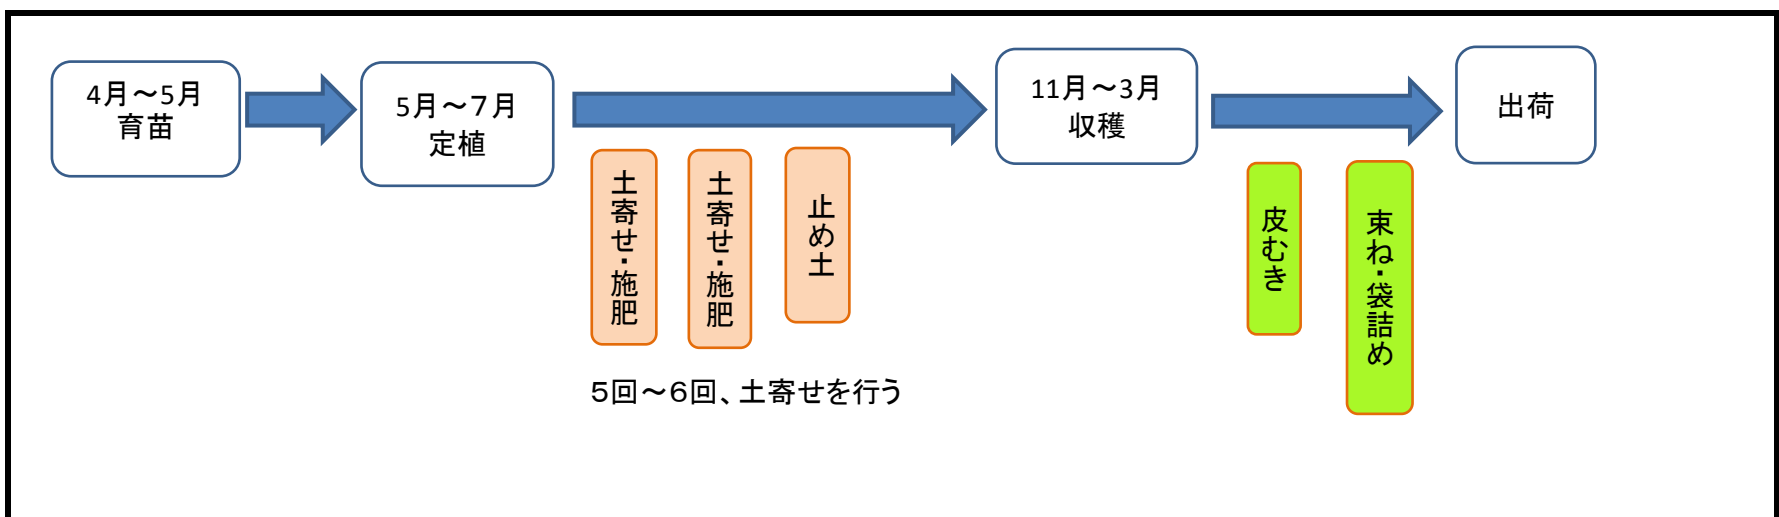 4月～5月
育苗
5月～７月
定植
11月～3月
収穫
出荷
土寄せ・施肥
土寄せ・施肥
止め土
皮むき
束ね・袋詰め
５回～６回、土寄せを行う